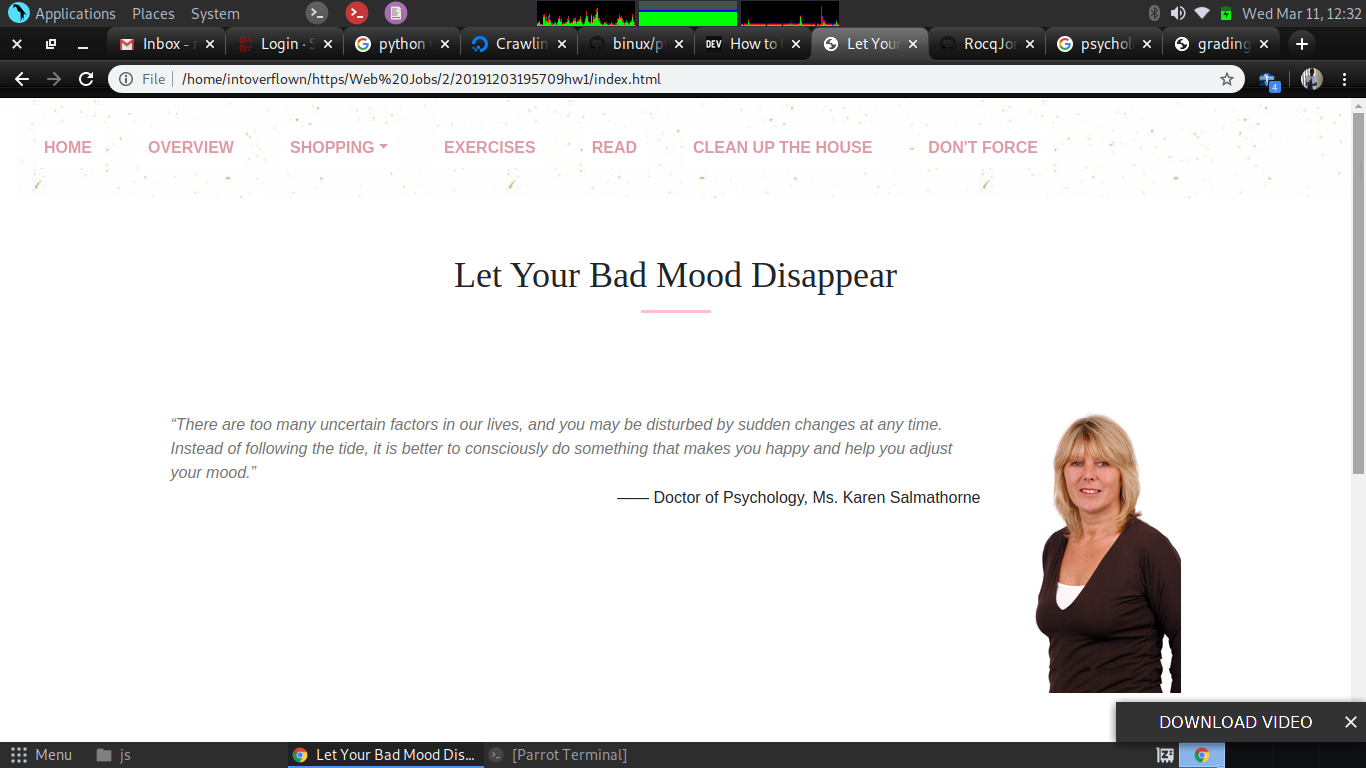 Applications Places System Wed Mar 11, 12:32
Inbox - Login · python Crawlin binux/p DEV How to Let Your RocqJor psychol grading
File /home/intoverflown/https/Web%20Jobs/2/20191203195709hw1/index.html 4
HOME OVERVIEW SHOPPING EXERCISES READ CLEAN UP THE HOUSE DON'T FORCE
Let Your Bad Mood Disappear
“There are too many uncertain factors in our lives, and you may be disturbed by sudden changes at any time.
Instead of following the tide, it is better to consciously do something that makes you happy and help you adjust
your mood.”
—— Doctor of Psychology, Ms. Karen Salmathorne
DOWNLOAD VIDEO
Menu js Let Your Bad Mood Dis... [Parrot Terminal]